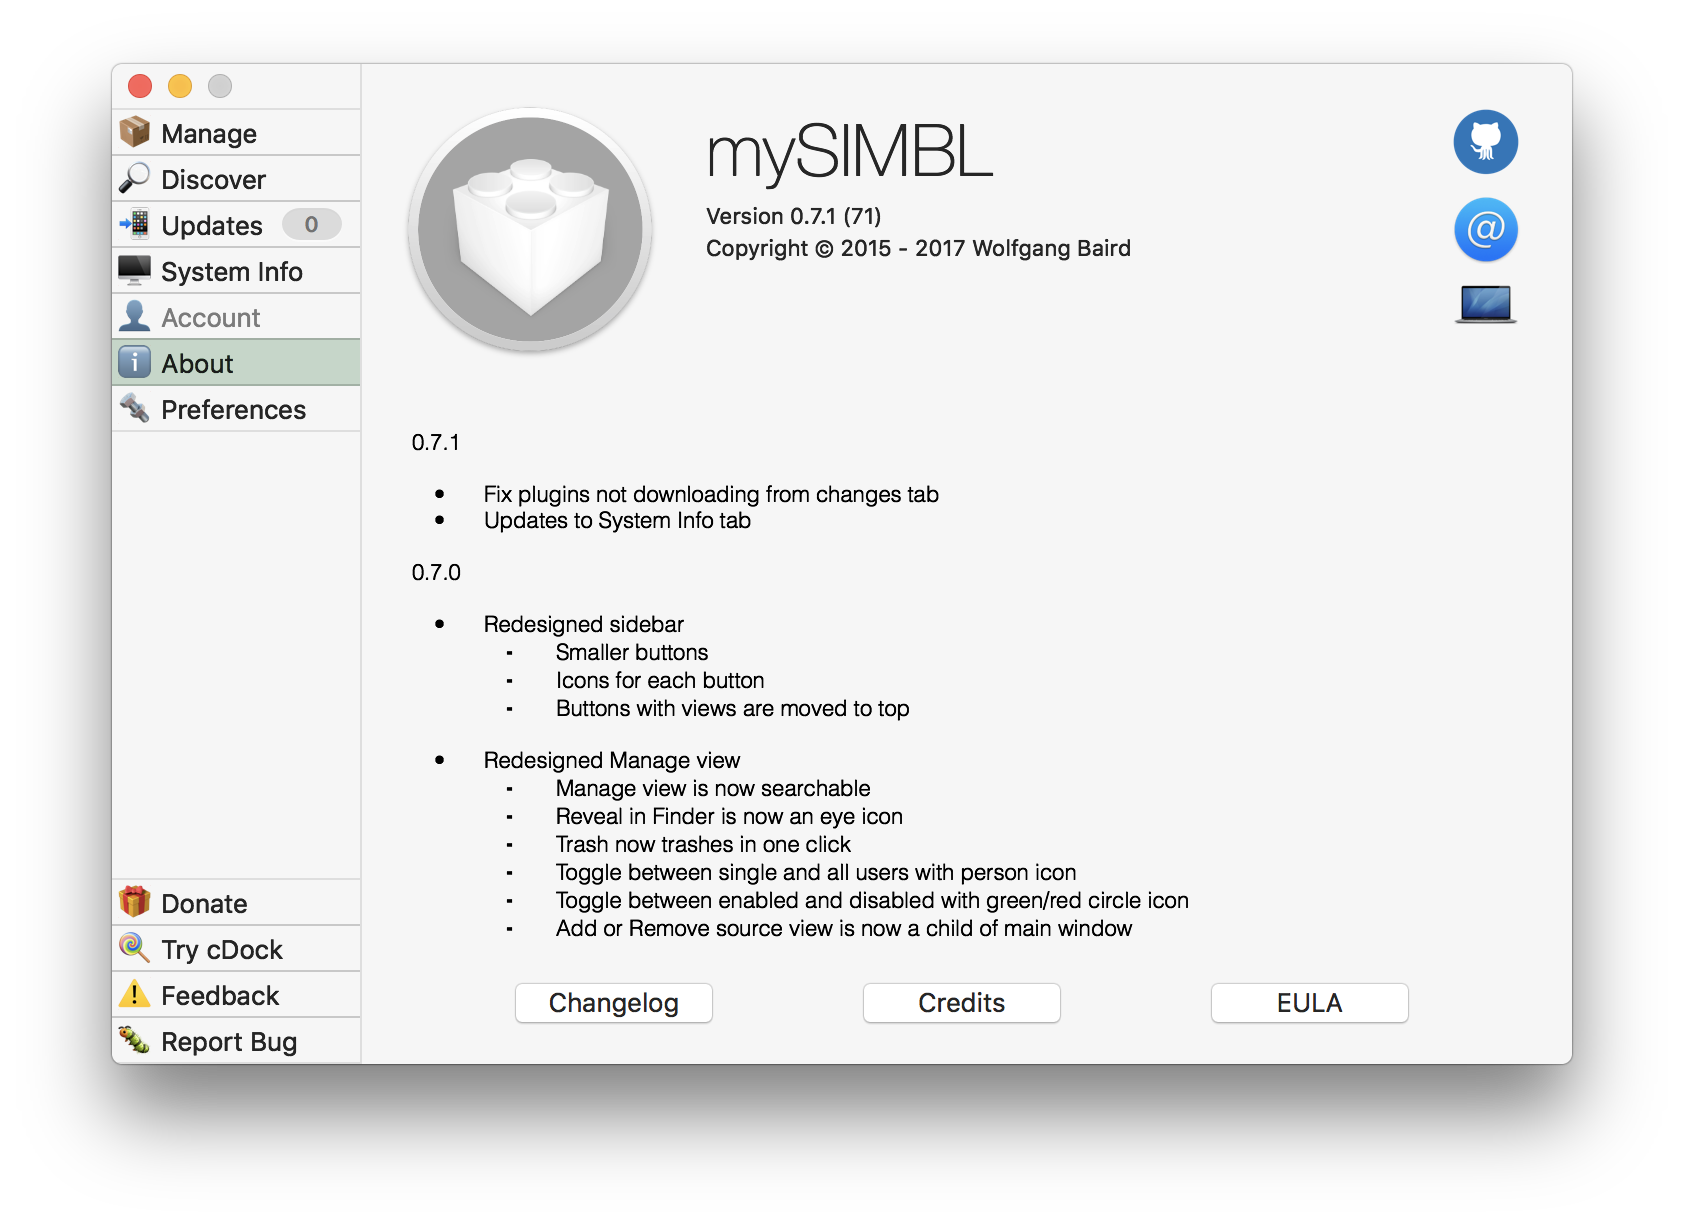 Manage
Discover
Updates 0
System Info
Account
About
Preferences
Donate
Try cDock
Feedback
Report Bug
mySIMBL
Version 0.7.1 (71)
Copyright © 2015 - 2017 Wolfgang Baird
@
0.7.1
• Fix plugins not downloading from changes tab
• Updates to System Info tab
0.7.0
• Redesigned sidebar
- Smaller buttons
- Icons for each button
- Buttons with views are moved to top
• Redesigned Manage view
- Manage view is now searchable
- Reveal in Finder is now an eye icon
- Trash now trashes in one click
- Toggle between single and all users with person icon
- Toggle between enabled and disabled with green/red circle icon
- Add or Remove source view is now a child of main window
Changelog
Credits
EULA